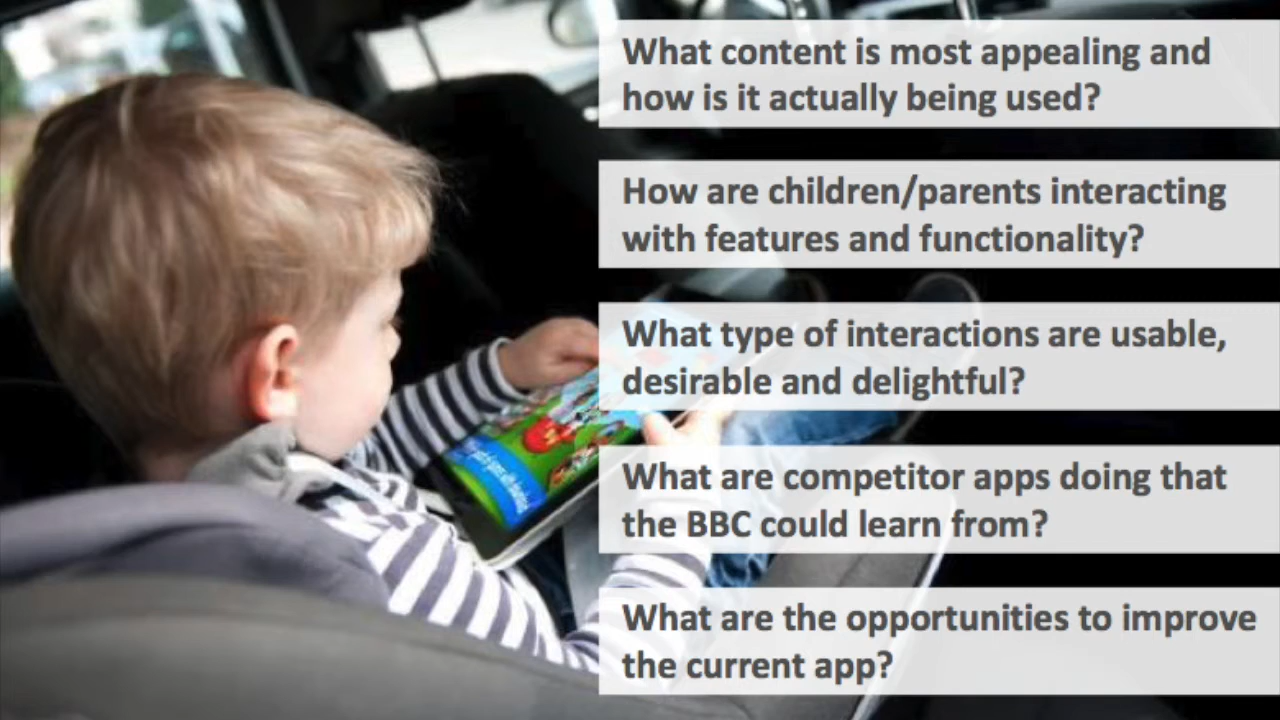 What content is most appealing and
how is it actually being used?
How are children/parents interacting
with features and functionality?
What type of interactions are usable,
desirable and delightful?
What are competitor apps doing that
the BBC could learn from?
What are the opportunities to improve
the current app?